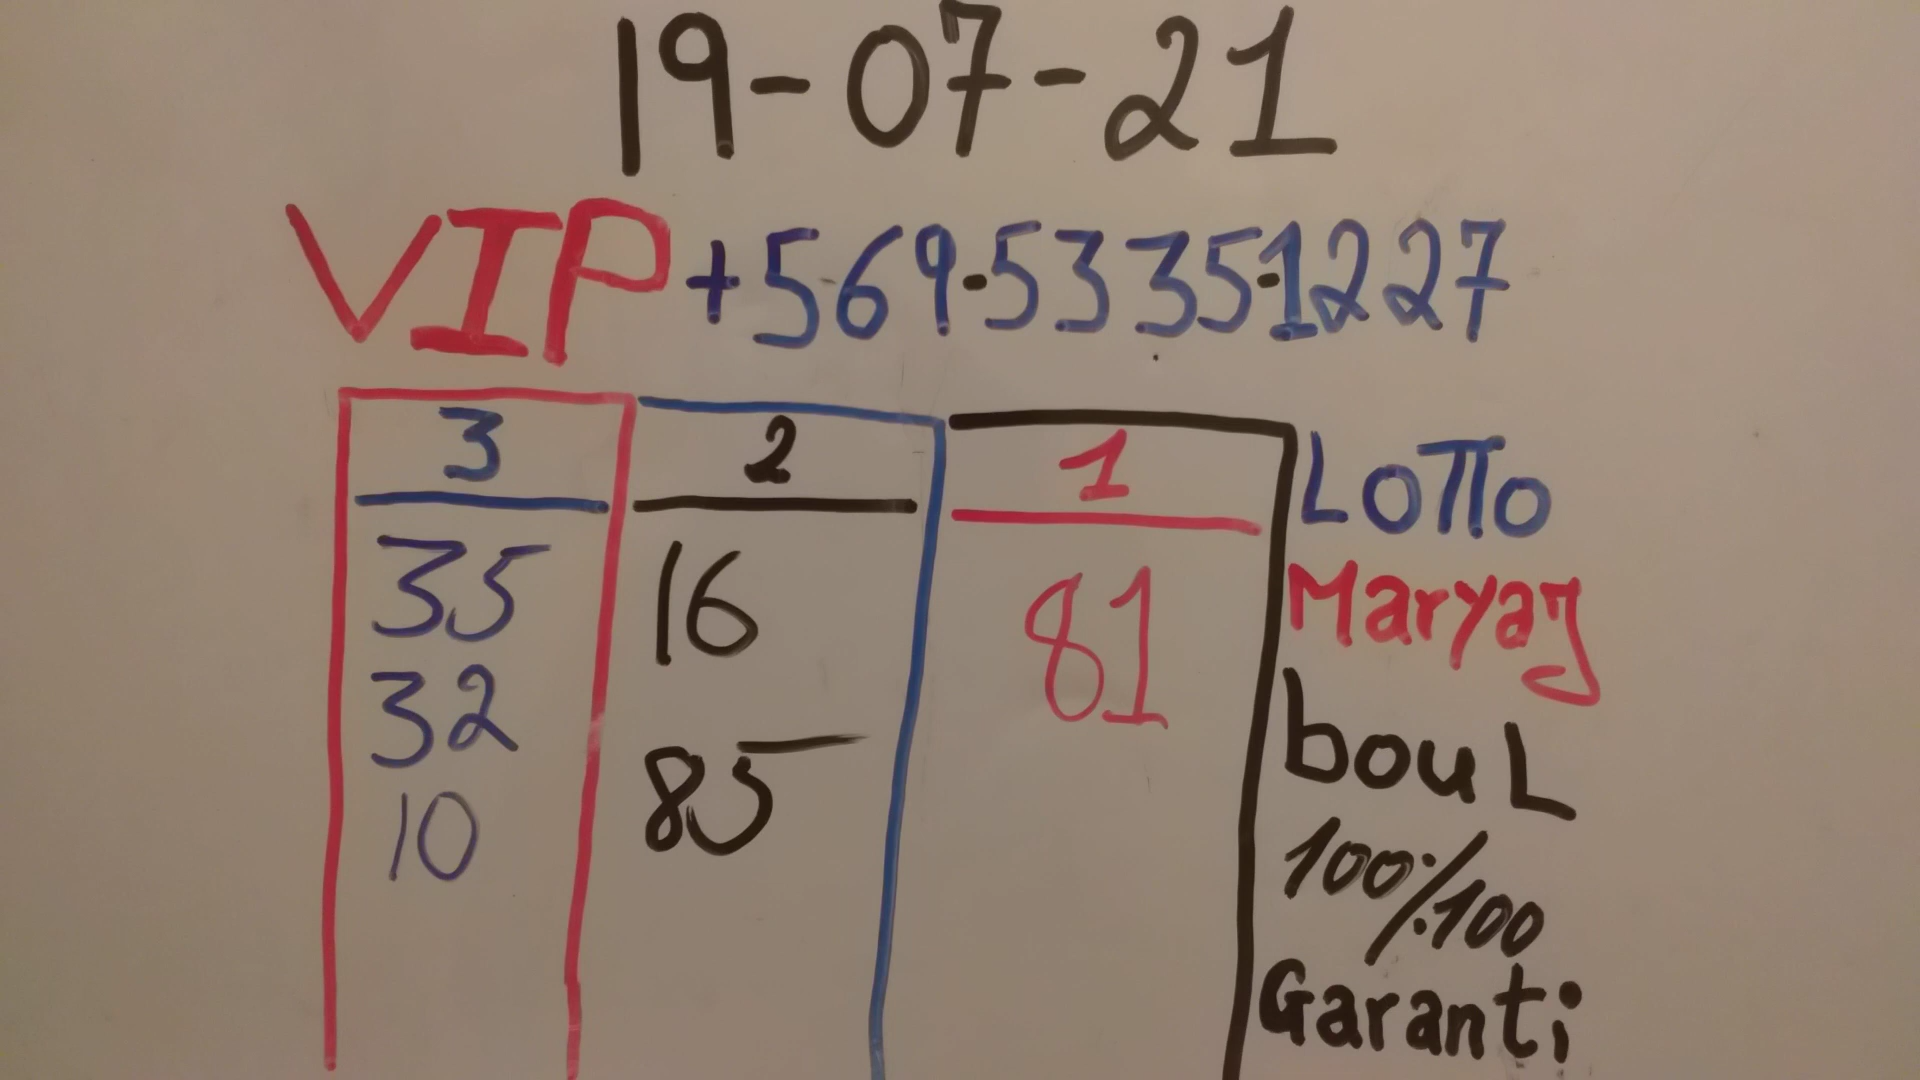 19-07-21
VIP +569-5335-1227
3 2 1
35 16 81
32 85
10
LOTTO
Maryaj
bouL
100%100
Garanti